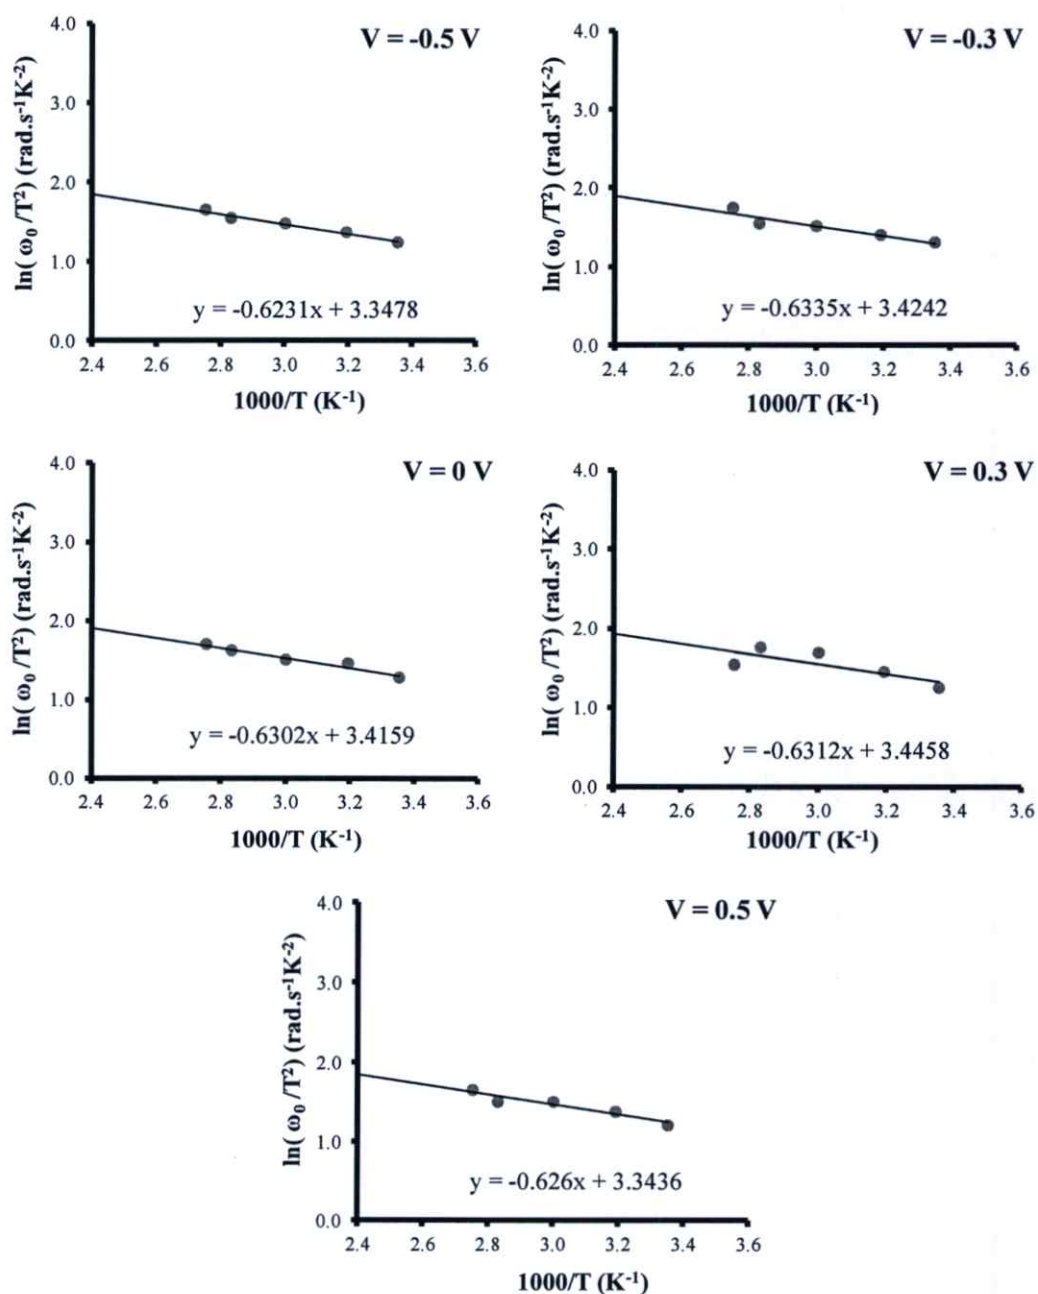 V = -0.5 V
ln( ω₀ /T²) (rad.s⁻¹K⁻²)
4.0
3.0
2.0
1.0
0.0
y = -0.6231x + 3.3478
2.4 2.6 2.8 3.0 3.2 3.4 3.6
1000/T (K⁻¹)
V = -0.3 V
ln( ω₀ /T²) (rad.s⁻¹K⁻²)
4.0
3.0
2.0
1.0
0.0
y = -0.6335x + 3.4242
2.4 2.6 2.8 3.0 3.2 3.4 3.6
1000/T (K⁻¹)
V = 0 V
ln( ω₀ /T²) (rad.s⁻¹K⁻²)
4.0
3.0
2.0
1.0
0.0
y = -0.6302x + 3.4159
2.4 2.6 2.8 3.0 3.2 3.4 3.6
1000/T (K⁻¹)
V = 0.3 V
ln( ω₀ /T²) (rad.s⁻¹K⁻²)
4.0
3.0
2.0
1.0
0.0
y = -0.6312x + 3.4458
2.4 2.6 2.8 3.0 3.2 3.4 3.6
1000/T (K⁻¹)
V = 0.5 V
ln( ω₀ /T²) (rad.s⁻¹K⁻²)
4.0
3.0
2.0
1.0
0.0
y = -0.626x + 3.3436
2.4 2.6 2.8 3.0 3.2 3.4 3.6
1000/T (K⁻¹)